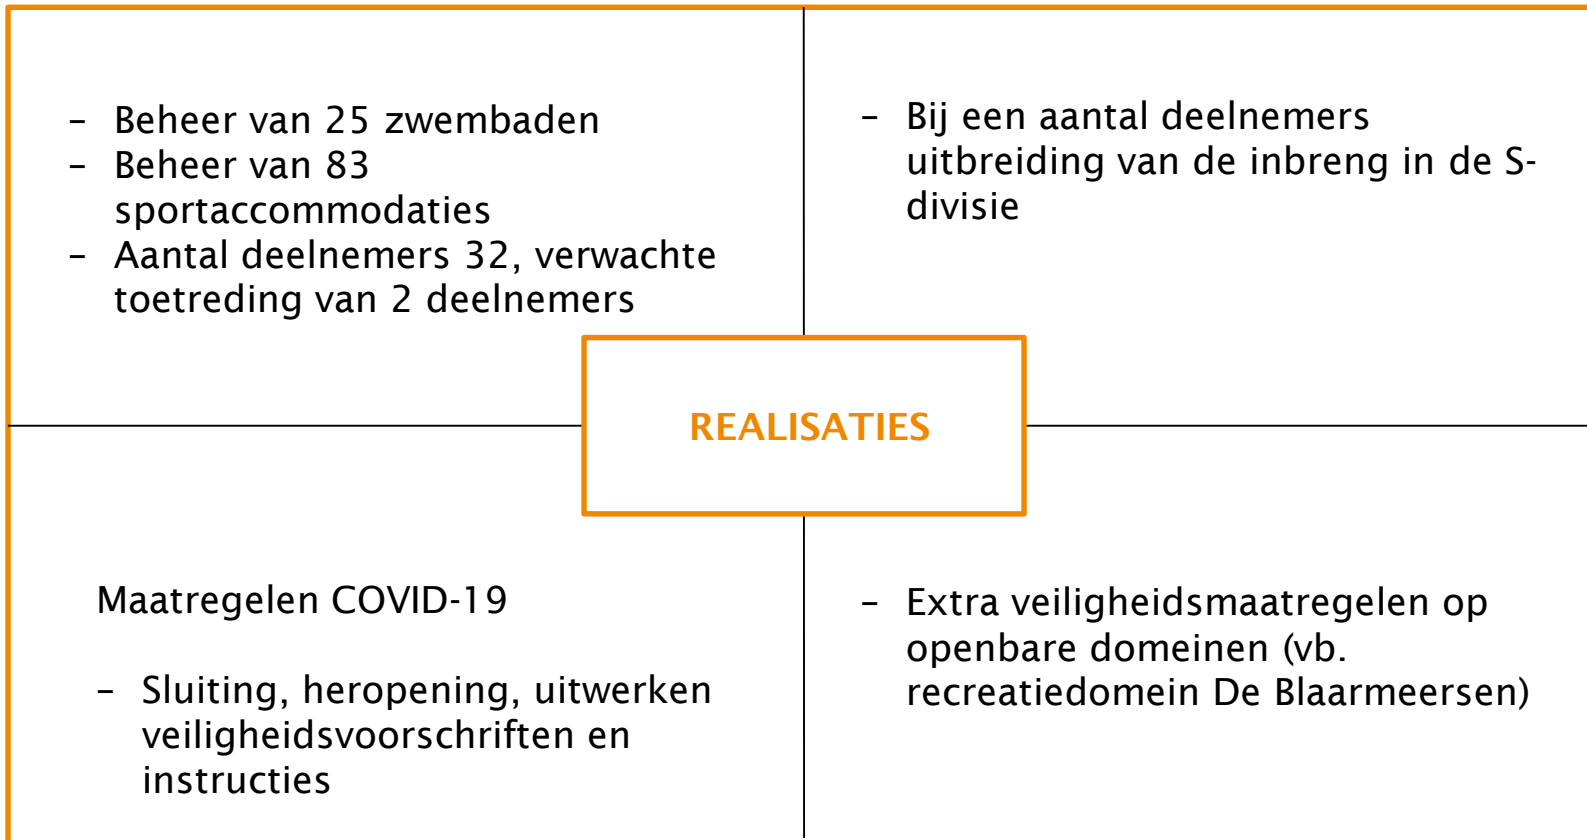 – Beheer van 25 zwembaden
– Beheer van 83
sportaccommodaties
– Aantal deelnemers 32, verwachte
toetreding van 2 deelnemers
– Bij een aantal deelnemers
uitbreiding van de inbreng in de S-
divisie
REALISATIES
Maatregelen COVID-19
– Sluiting, heropening, uitwerken
veiligheidsvoorschriften en
instructies
– Extra veiligheidsmaatregelen op
openbare domeinen (vb.
recreatiedomein De Blaarmeersen)